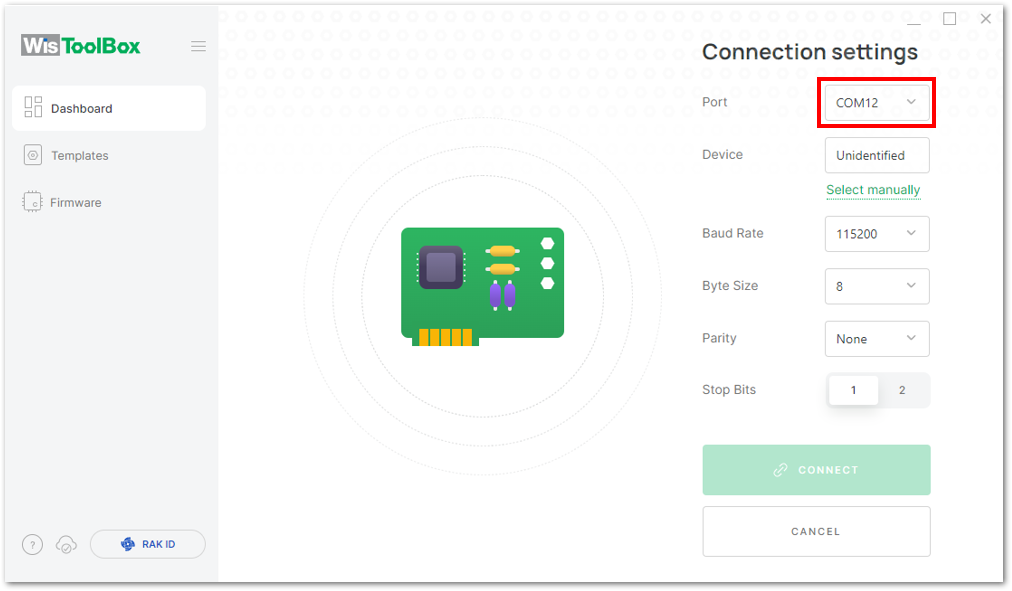 WisToolBox
Dashboard
Templates
Firmware
?
RAK ID
Connection settings
Port
COM12
Device
Unidentified
Select manually
Baud Rate
115200
Byte Size
8
Parity
None
Stop Bits
1 2
CONNECT
CANCEL